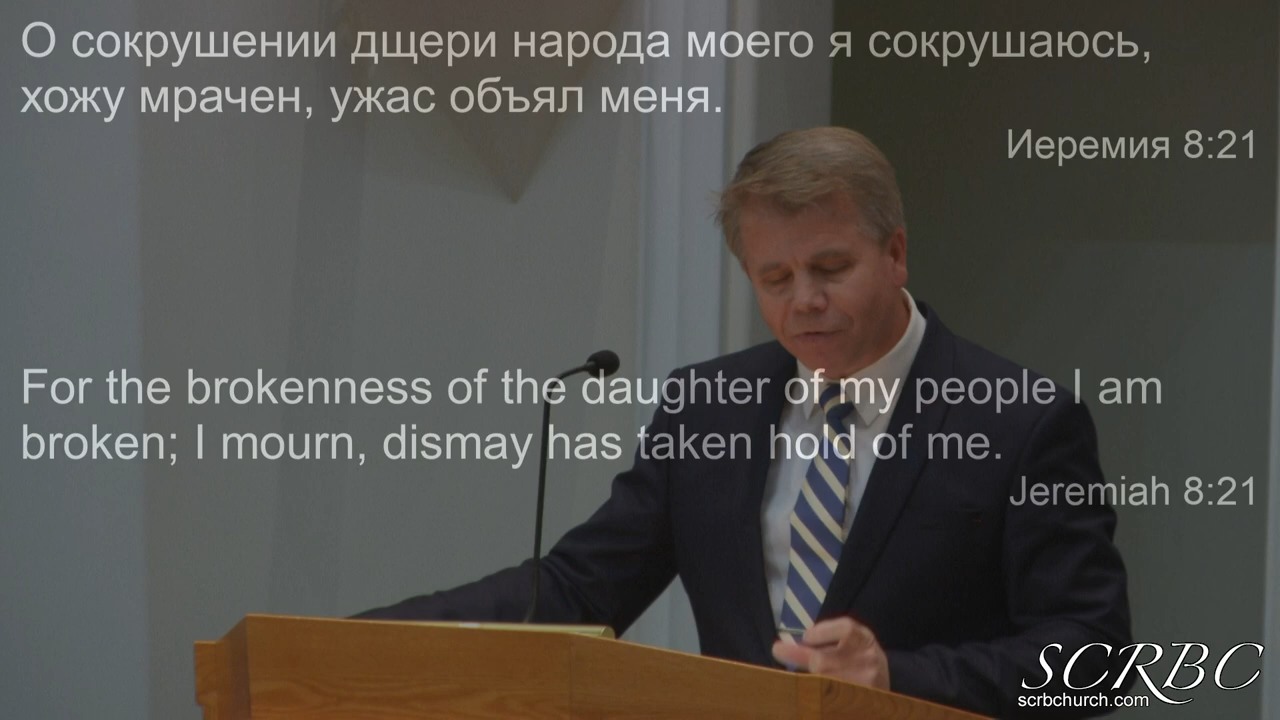 О сокрушении дщери народа моего я сокрушаюсь,
хожу мрачен, ужас объял меня.
Иеремия 8:21
For the brokenness of the daughter of my people I am
broken; I mourn, dismay has taken hold of me.
Jeremiah 8:21
SCRBC
scrbchurch.com